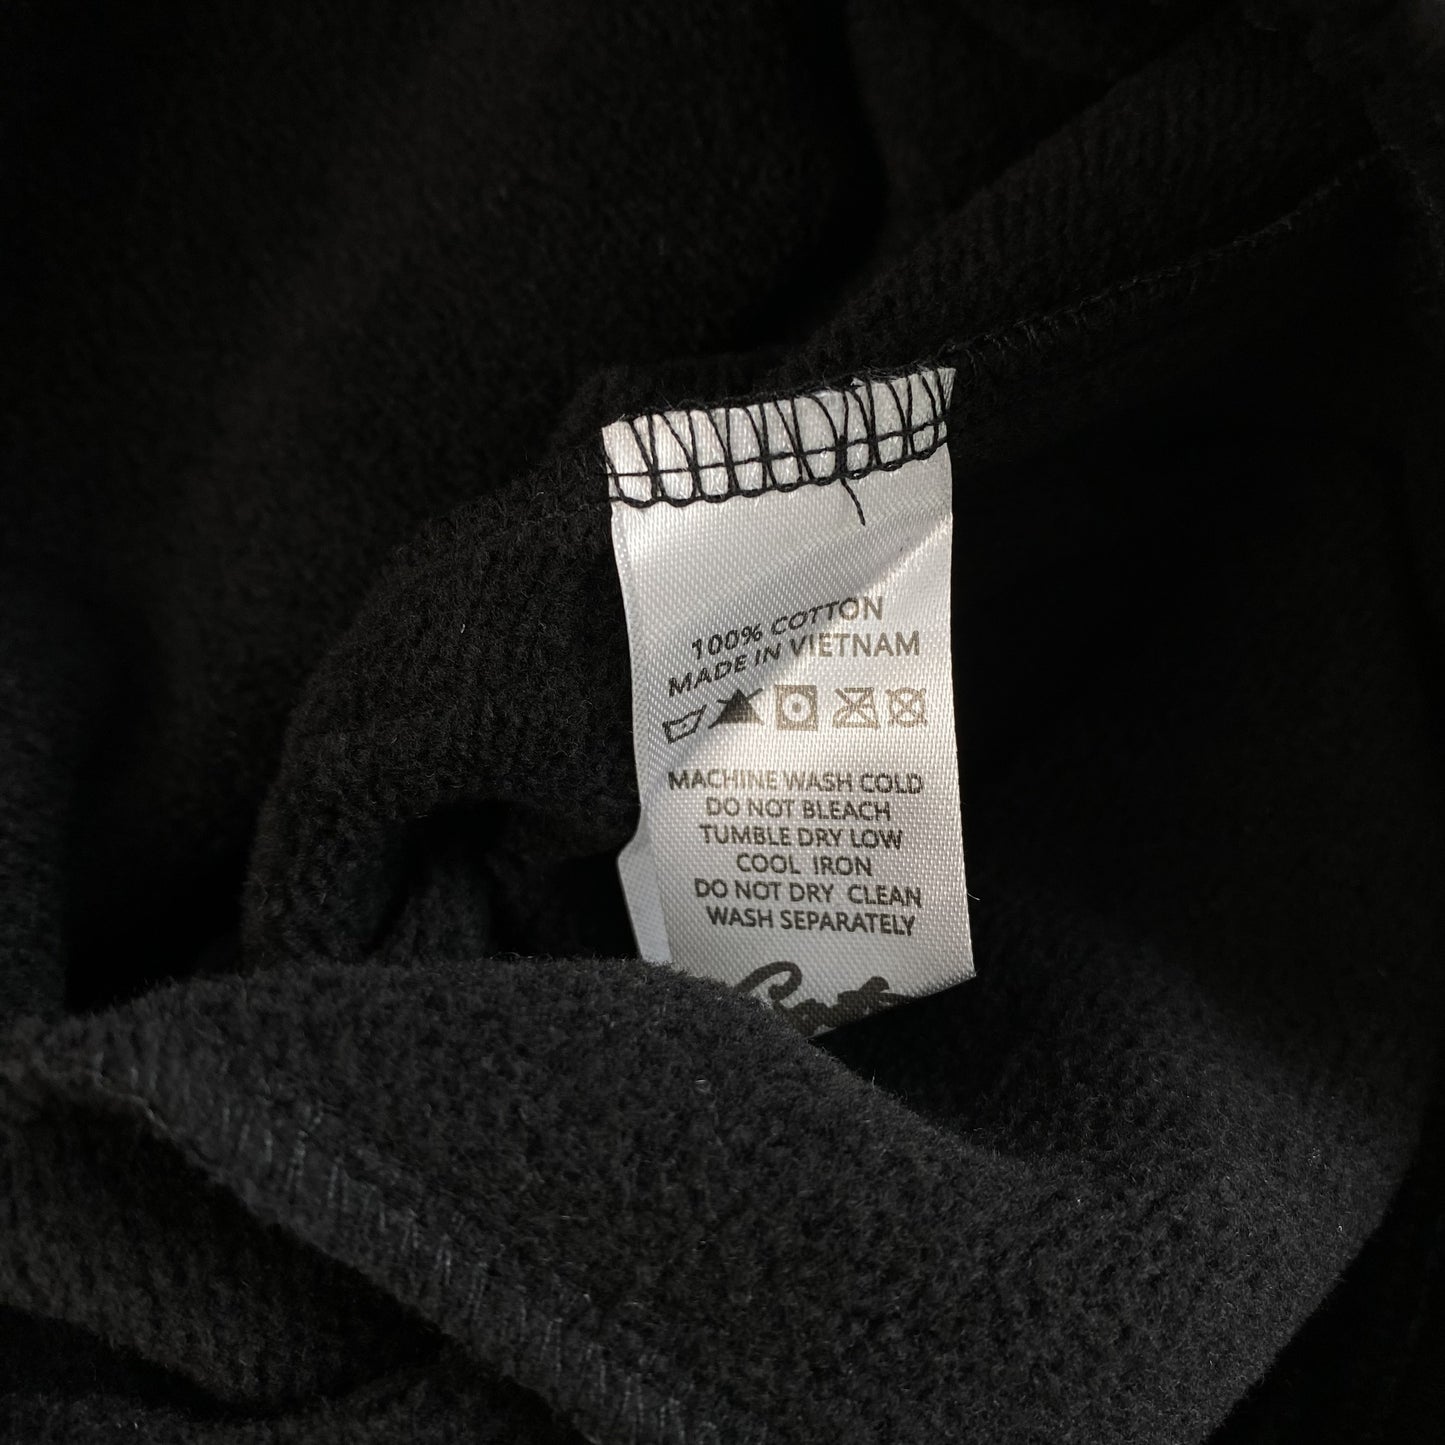 100% COTTON
MADE IN VIETNAM
MACHINE WASH COLD
DO NOT BLEACH
TUMBLE DRY LOW
COOL IRON
DO NOT DRY CLEAN
WASH SEPARATELY